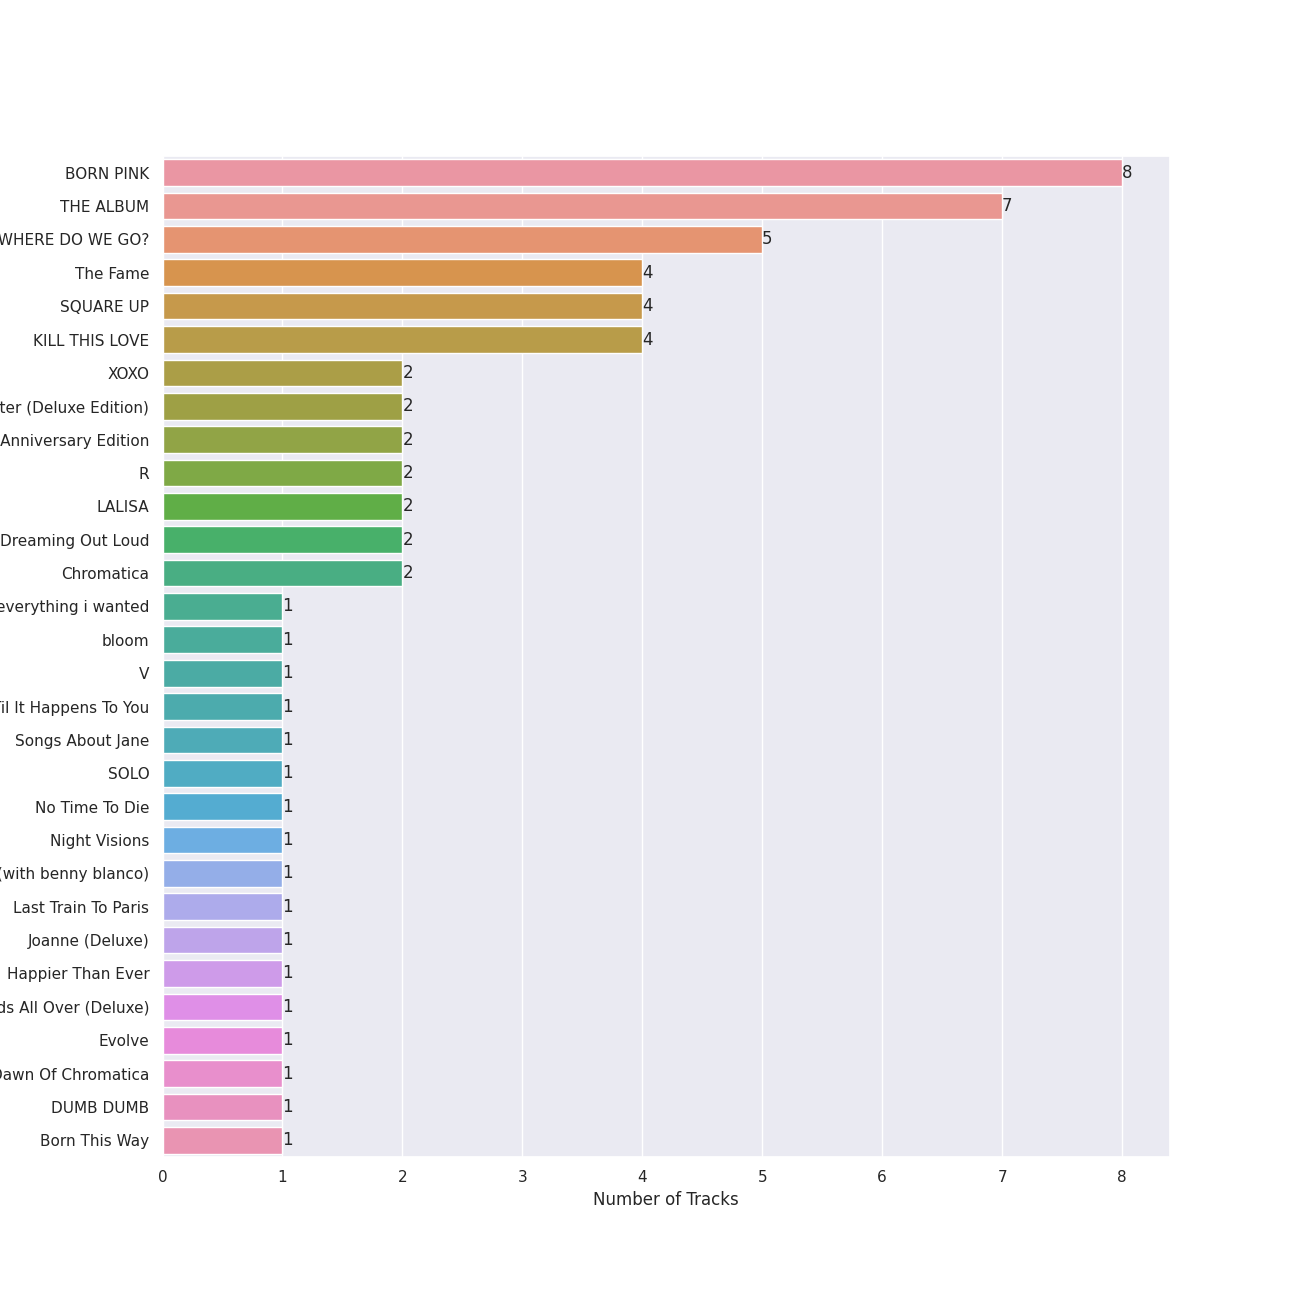 BORN PINK 8
THE ALBUM 7
WHERE DO WE GO? 5
The Fame 4
SQUARE UP 4
KILL THIS LOVE 4
XOXO 2
(Deluxe Edition) 2
Anniversary Edition 2
R 2
LALISA 2
Dreaming Out Loud 2
Chromatica 2
everything i wanted 1
bloom 1
V 1
It Happens To You 1
Songs About Jane 1
SOLO 1
No Time To Die 1
Night Visions 1
(with benny blanco) 1
Last Train To Paris 1
Joanne (Deluxe) 1
Happier Than Ever 1
All Over (Deluxe) 1
Evolve 1
Dawn Of Chromatica 1
DUMB DUMB 1
Born This Way 1
0 1 2 3 4 5 6 7 8
Number of Tracks